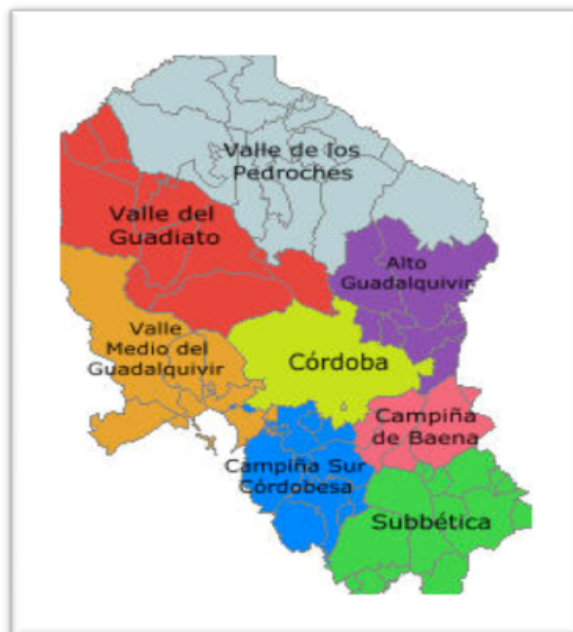 Valle de los
Pedroches
Valle del
Guadiato
Alto
Guadalquivir
Valle
Medio del
Guadalquivir
Córdoba
Campiña
de Baena
Campiña Sur
Córdobesa
Subbética